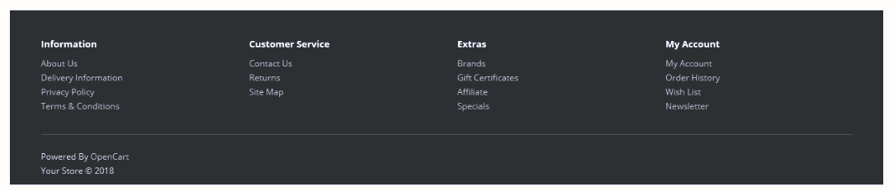 Information
About Us
Delivery Information
Privacy Policy
Terms & Conditions
Customer Service
Contact Us
Returns
Site Map
Extras
Brands
Gift Certificates
Affiliate
Specials
My Account
My Account
Order History
Wish List
Newsletter
Powered By OpenCart
Your Store © 2018